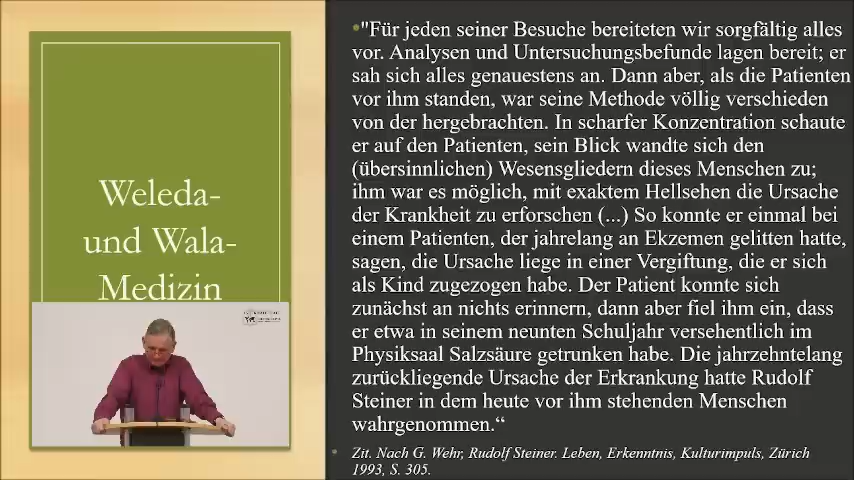 Weleda-
und Wala-
Medizin
"Für jeden seiner Besuche bereiteten wir sorgfältig alles
vor. Analysen und Untersuchungsbefunde lagen bereit; er
sah sich alles genauestens an. Dann aber, als die Patienten
vor ihm standen, war seine Methode völlig verschieden
von der hergebrachten. In scharfer Konzentration schaute
er auf den Patienten, sein Blick wandte sich den
(übersinnlichen) Wesensgliedern dieses Menschen zu;
ihm war es möglich, mit exaktem Hellsehen die Ursache
der Krankheit zu erforschen (...) So konnte er einmal bei
einem Patienten, der jahrelang an Ekzemen gelitten hatte,
sagen, die Ursache liege in einer Vergiftung, die er sich
als Kind zugezogen habe. Der Patient konnte sich
zunächst an nichts erinnern, dann aber fiel ihm ein, dass
er etwa in seinem neunten Schuljahr versehentlich im
Physiksaal Salzsäure getrunken habe. Die jahrzehntelang
zurückliegende Ursache der Erkrankung hatte Rudolf
Steiner in dem heute vor ihm stehenden Menschen
wahrgenommen.“
Zit. Nach G. Wehr, Rudolf Steiner. Leben, Erkenntnis, Kulturimpuls, Zürich
1993, S. 305.